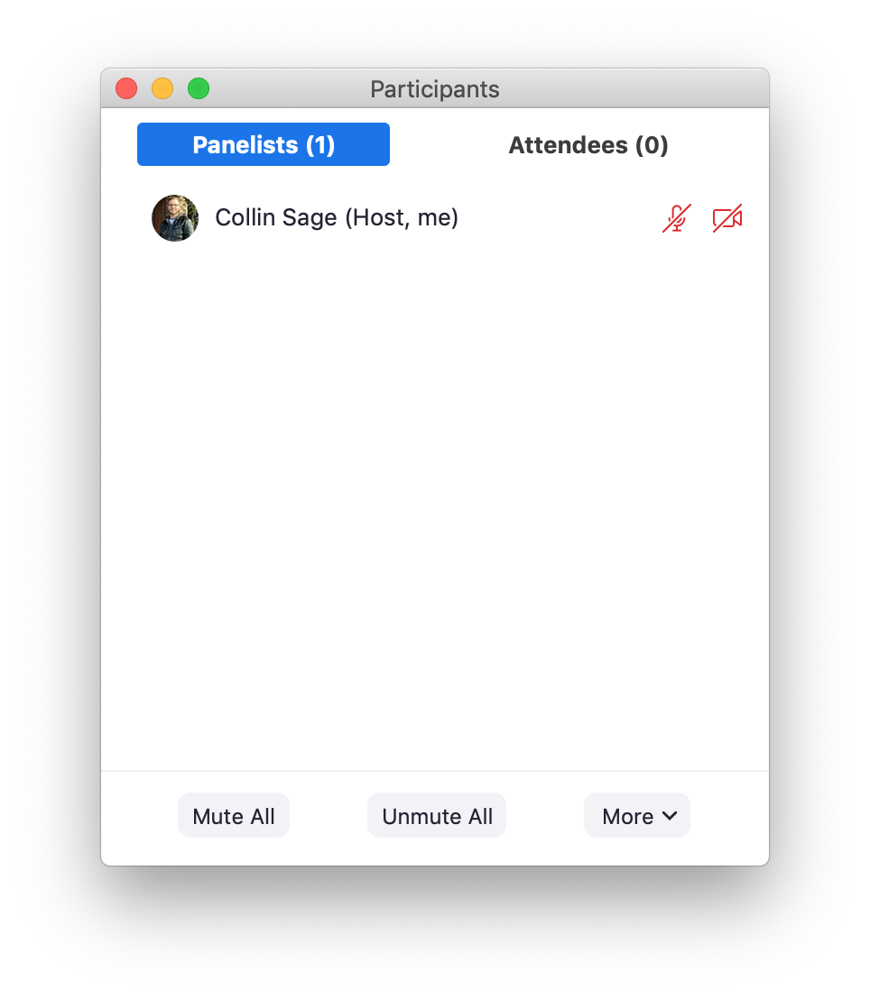 Participants
Panelists (1)
Attendees (0)
Collin Sage (Host, me)
Mute All
Unmute All
More